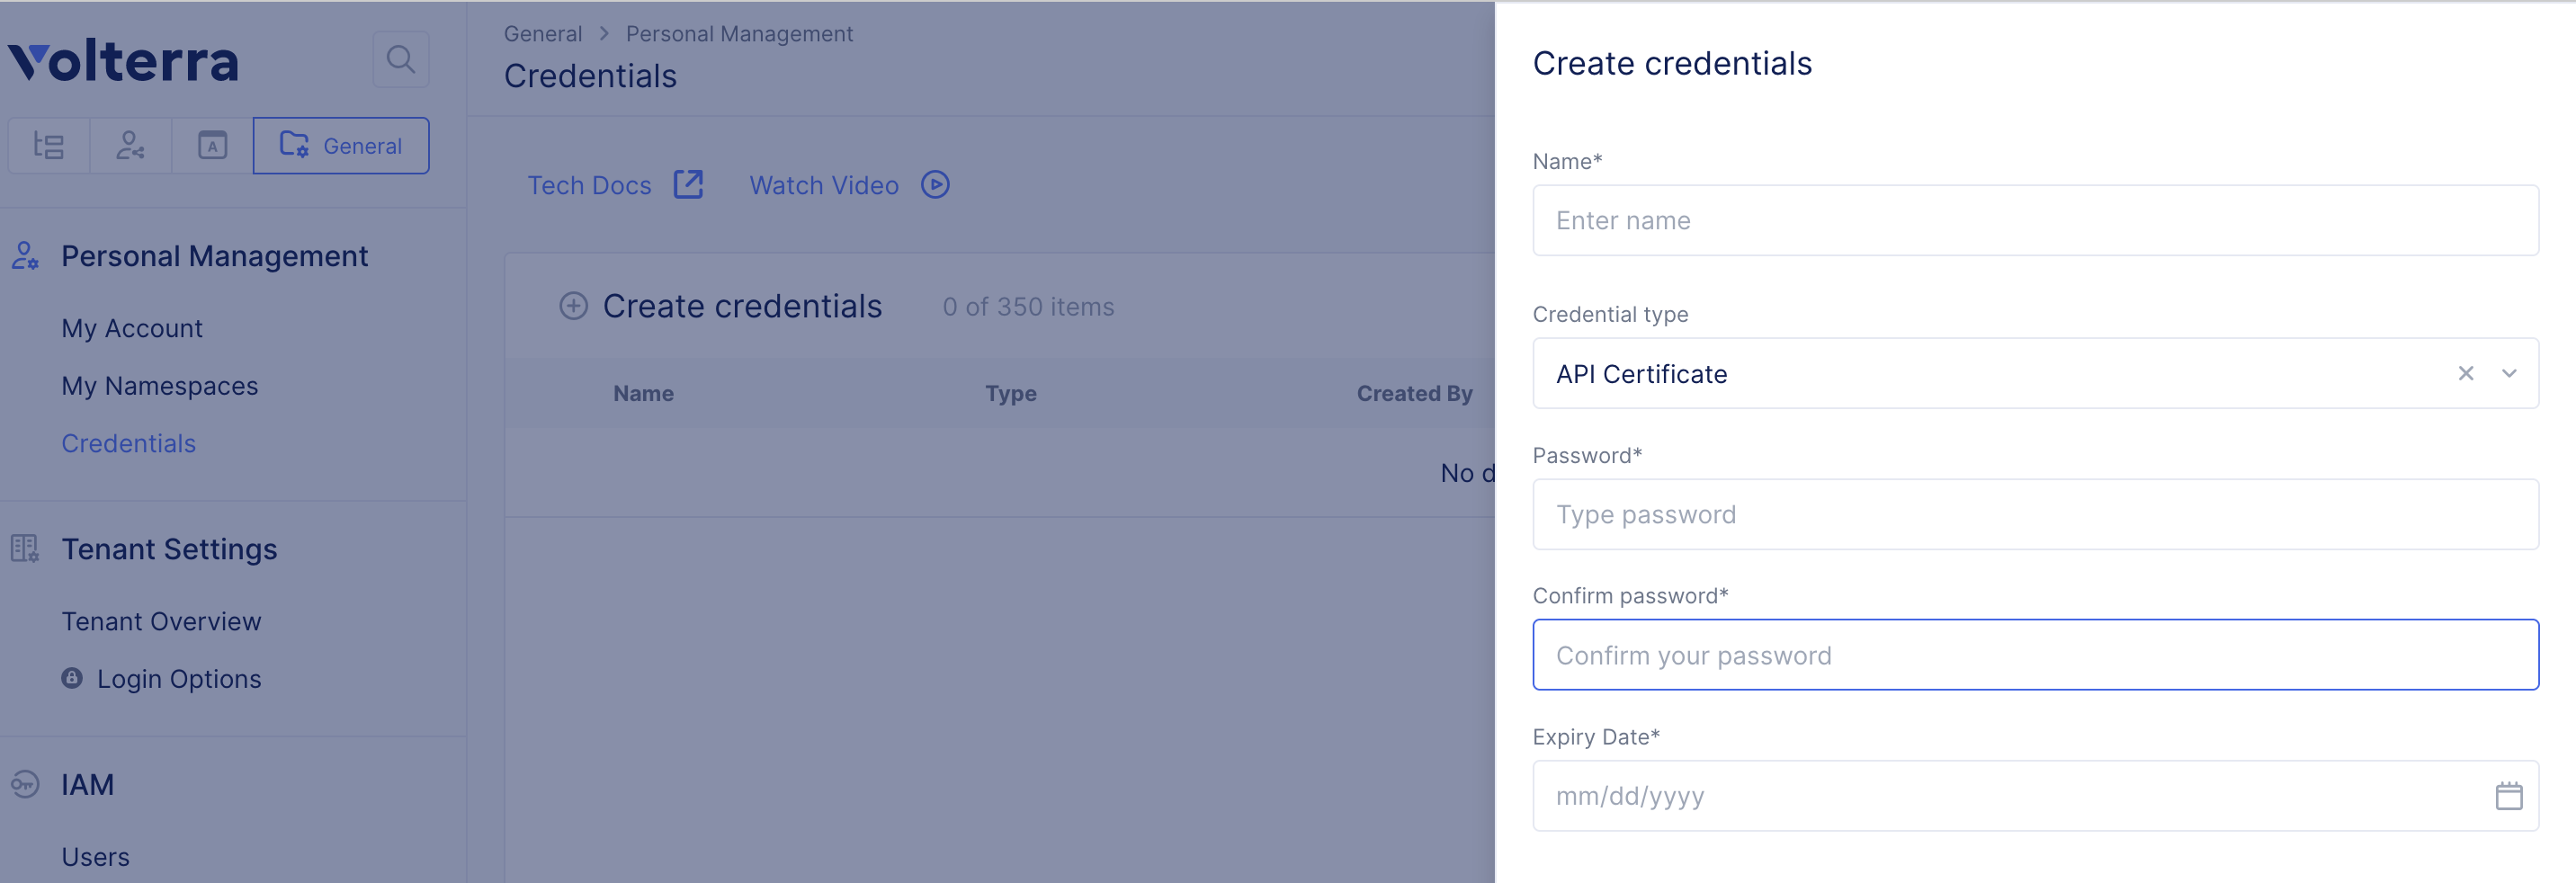 Volterra
General
Personal Management
My Account
My Namespaces
Credentials
Tenant Settings
Tenant Overview
Login Options
IAM
Users
General > Personal Management
Credentials
Tech Docs
Watch Video
Create credentials 0 of 350 items
Name Type Created By
No d
Create credentials
Name*
Enter name
Credential type
API Certificate
Password*
Type password
Confirm password*
Confirm your password
Expiry Date*
mm/dd/yyyy